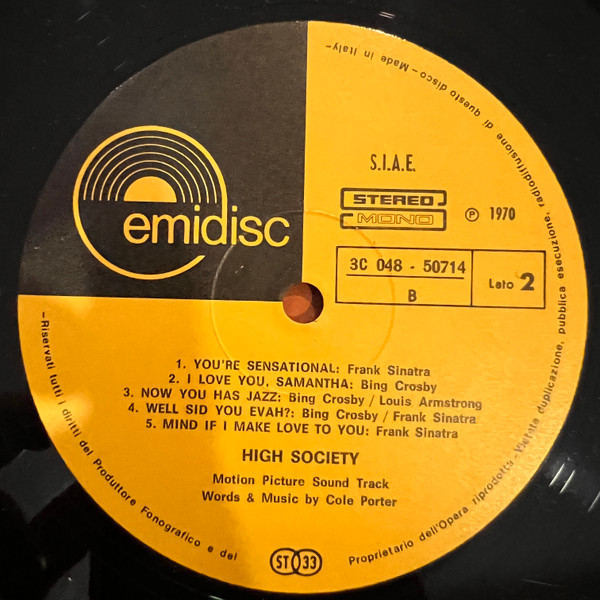 emidisc
S.I.A.E.
STEREO
MONO
℗ 1970
3C 048 - 50714
B
Lato 2
1. YOU'RE SENSATIONAL: Frank Sinatra
2. I LOVE YOU, SAMANTHA: Bing Crosby
3. NOW YOU HAS JAZZ: Bing Crosby / Louis Armstrong
4. WELL SID YOU EVAH?: Bing Crosby / Frank Sinatra
5. MIND IF I MAKE LOVE TO YOU: Frank Sinatra
HIGH SOCIETY
Motion Picture Sound Track
Words & Music by Cole Porter
ST 33
-Riservati tutti i diritti del Produttore Fonografico e del Proprietario dell'Opera riprodotta - Vietata duplicazione, pubblica esecuzione, radiodiffusione di questo disco - Made in Italy-